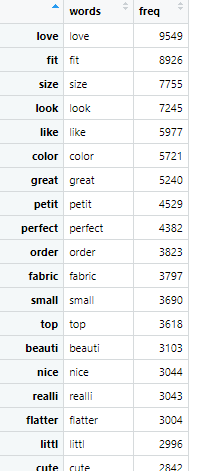 words freq
love love 9549
fit fit 8926
size size 7755
look look 7245
like like 5977
color color 5721
great great 5240
petit petit 4529
perfect perfect 4382
order order 3823
fabric fabric 3797
small small 3690
top top 3618
beauti beauti 3103
nice nice 3044
realli realli 3043
flatter flatter 3004
littl littl 2996
cute cute 2842